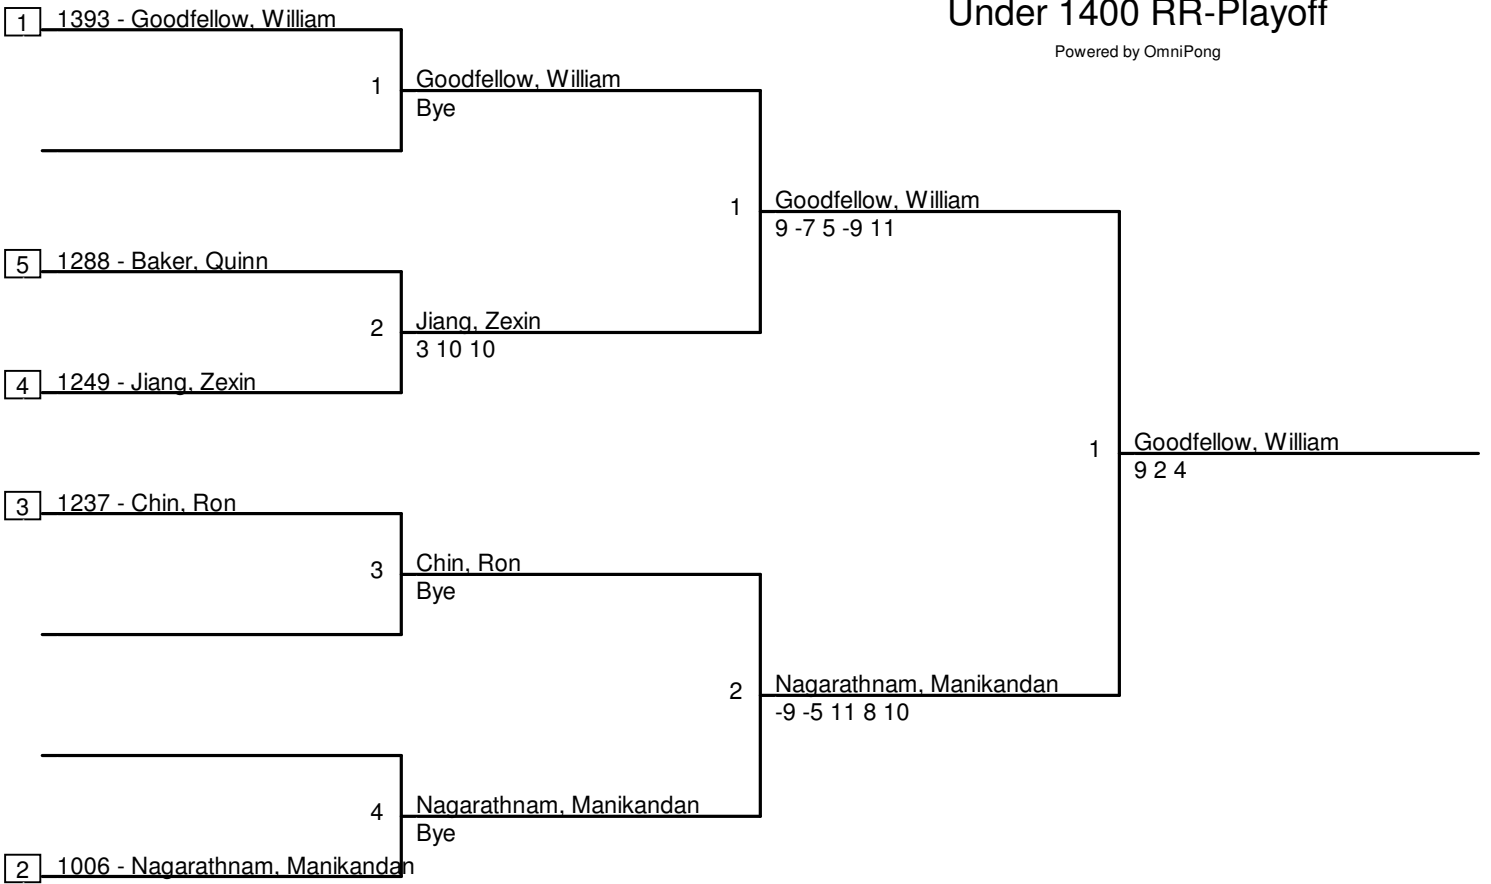 Under 1400 RR-Playoff
Powered by OmniPong
1 1393 - Goodfellow, William
1 Goodfellow, William
Bye
1 Goodfellow, William
9 -7 5 -9 11
5 1288 - Baker, Quinn
2 Jiang, Zexin
3 10 10
4 1249 - Jiang, Zexin
1 Goodfellow, William
9 2 4
3 1237 - Chin, Ron
3 Chin, Ron
Bye
2 Nagarathnam, Manikandan
-9 -5 11 8 10
4 Nagarathnam, Manikandan
Bye
2 1006 - Nagarathnam, Manikandan